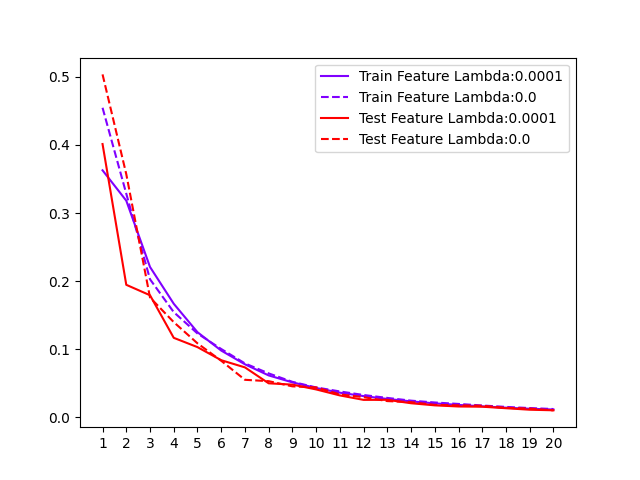 Train Feature Lambda:0.0001
Train Feature Lambda:0.0
Test Feature Lambda:0.0001
Test Feature Lambda:0.0
0.5
0.4
0.3
0.2
0.1
0.0
1 2 3 4 5 6 7 8 9 10 11 12 13 14 15 16 17 18 19 20